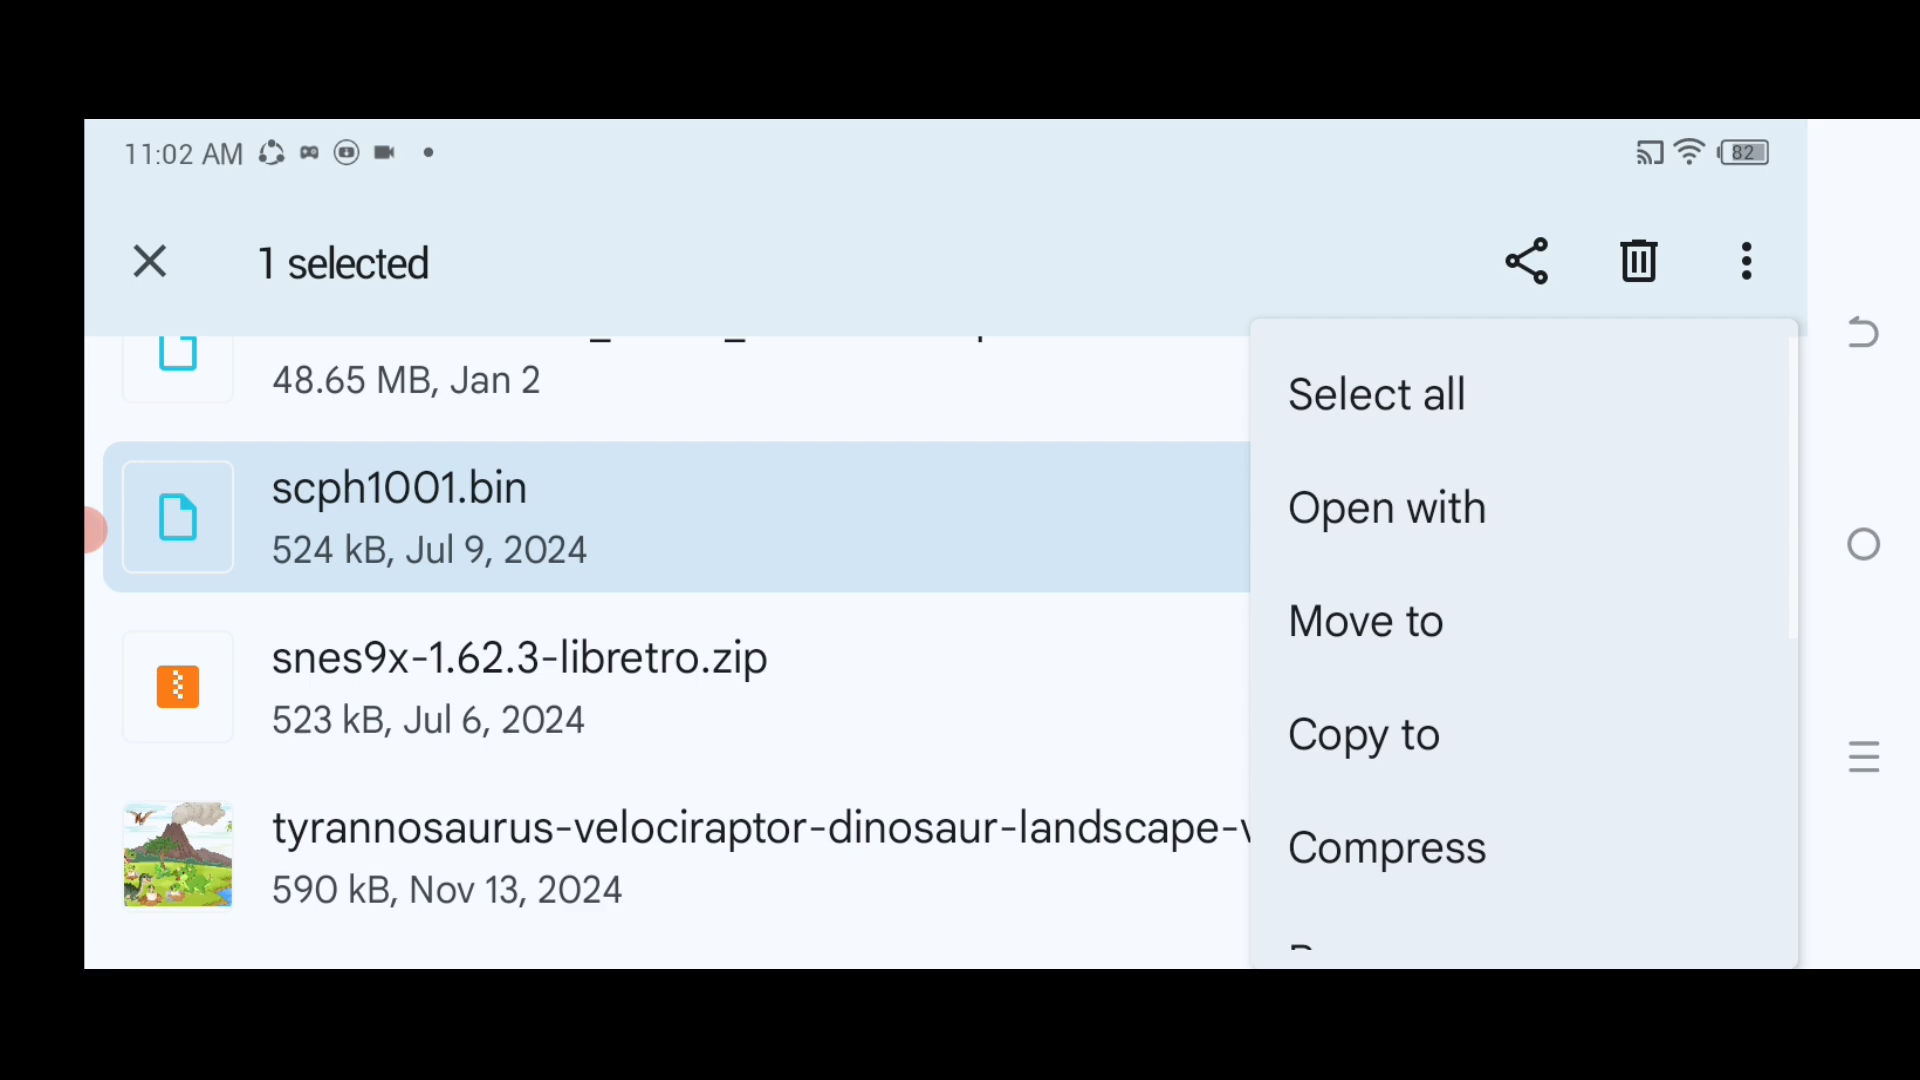 11:02 AM
82
1 selected
48.65 MB, Jan 2
scph1001.bin
524 kB, Jul 9, 2024
snes9x-1.62.3-libretro.zip
523 kB, Jul 6, 2024
tyrannosaurus-velociraptor-dinosaur-landscape-v
590 kB, Nov 13, 2024
Select all
Open with
Move to
Copy to
Compress